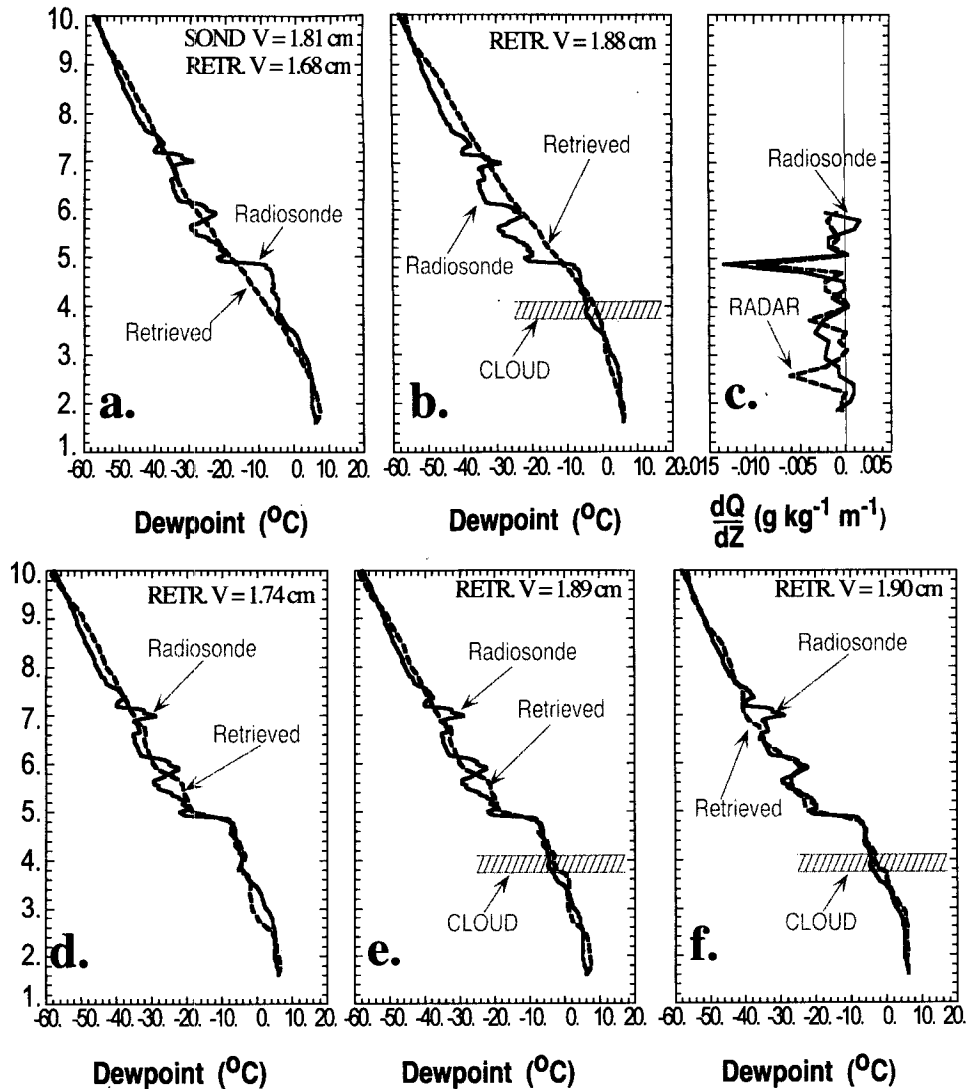 10.
9.
8.
7.
6.
5.
4.
3.
2.
1.
SOND V = 1.81 cm
RETR. V = 1.68 cm
Radiosonde
Retrieved
a.
-60. -50. -40. -30. -20. -10. 0. 10. 20.
Dewpoint (°C)
RETR. V = 1.88 cm
Retrieved
Radiosonde
CLOUD
b.
-60. -50. -40. -30. -20. -10. 0. 10. 20.
Dewpoint (°C)
Radiosonde
RADAR
c.
-.015 -.005 0 .005
dQ
dZ
(g kg-1 m-1)
10.
9.
8.
7.
6.
5.
4.
3.
2.
1.
RETR. V = 1.74 cm
Radiosonde
Retrieved
d.
-60. -50. -40. -30. -20. -10. 0. 10. 20.
Dewpoint (°C)
RETR. V = 1.89 cm
Radiosonde
Retrieved
CLOUD
e.
-60. -50. -40. -30. -20. -10. 0. 10. 20.
Dewpoint (°C)
RETR. V = 1.90 cm
Radiosonde
Retrieved
CLOUD
f.
-60. -50. -40. -30. -20. -10. 0. 10. 20.
Dewpoint (°C)